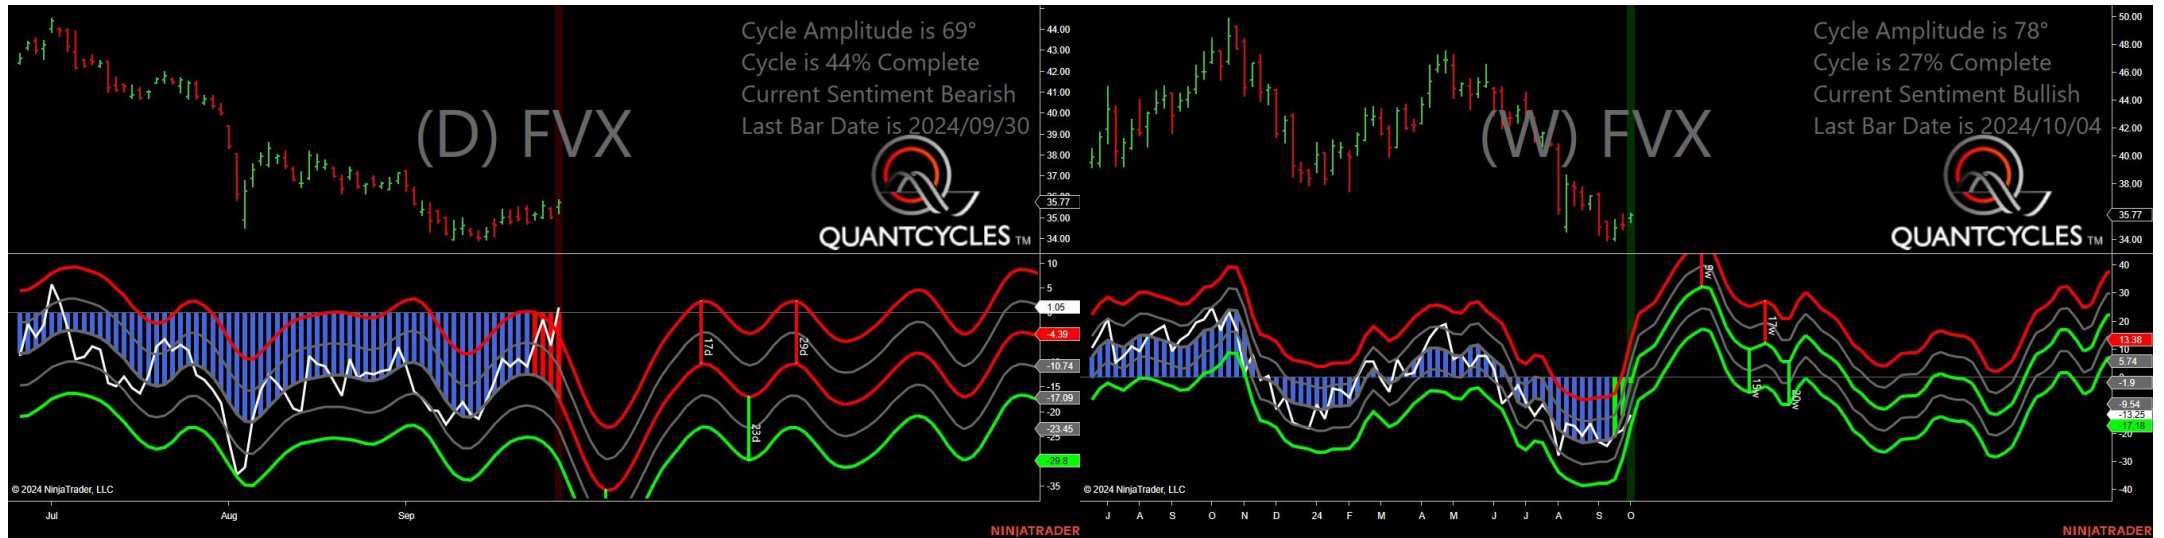 Cycle Amplitude is 69°
Cycle is 44% Complete
Current Sentiment Bearish
Last Bar Date is 2024/09/30
(D) FVX
QUANTCYCLES TM
44.00
43.00
42.00
41.00
40.00
39.00
38.00
37.00
35.77
35.00
34.00
10
5
1.05
-4.39
-10.74
-15
-17.09
-20
-23.45
-25
-29.8
-35
17d
29d
23d
© 2024 NinjaTrader, LLC
Jul
Aug
Sep
NINJATRADER
Cycle Amplitude is 78°
Cycle is 27% Complete
Current Sentiment Bullish
Last Bar Date is 2024/10/04
(W) FVX
QUANTCYCLES TM
50.00
48.00
46.00
44.00
42.00
40.00
38.00
35.77
34.00
40
30
20
13.38
10
5.74
-1.9
-9.54
-13.25
-17.18
-20
-30
-40
9w
17w
15w
© 2024 NinjaTrader, LLC
J A S O N D 24 F M A M J J A S O
NINJATRADER